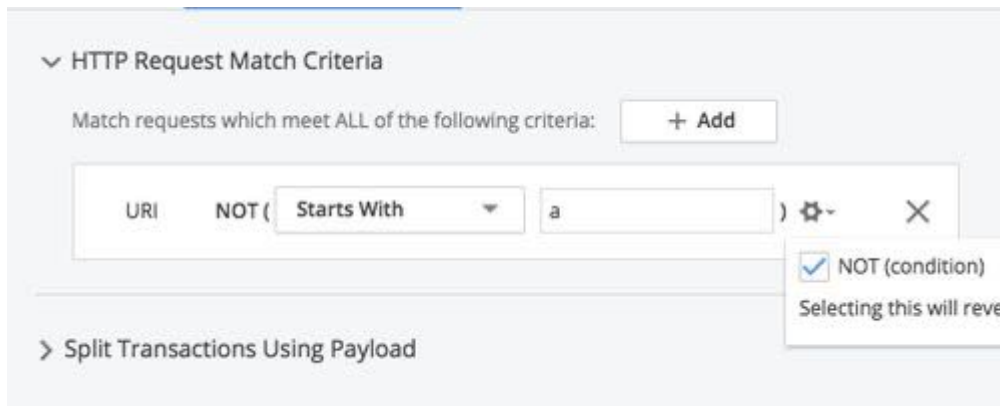 HTTP Request Match Criteria
Match requests which meet ALL of the following criteria: + Add
URI NOT ( Starts With a )
NOT (condition)
Selecting this will reve
Split Transactions Using Payload